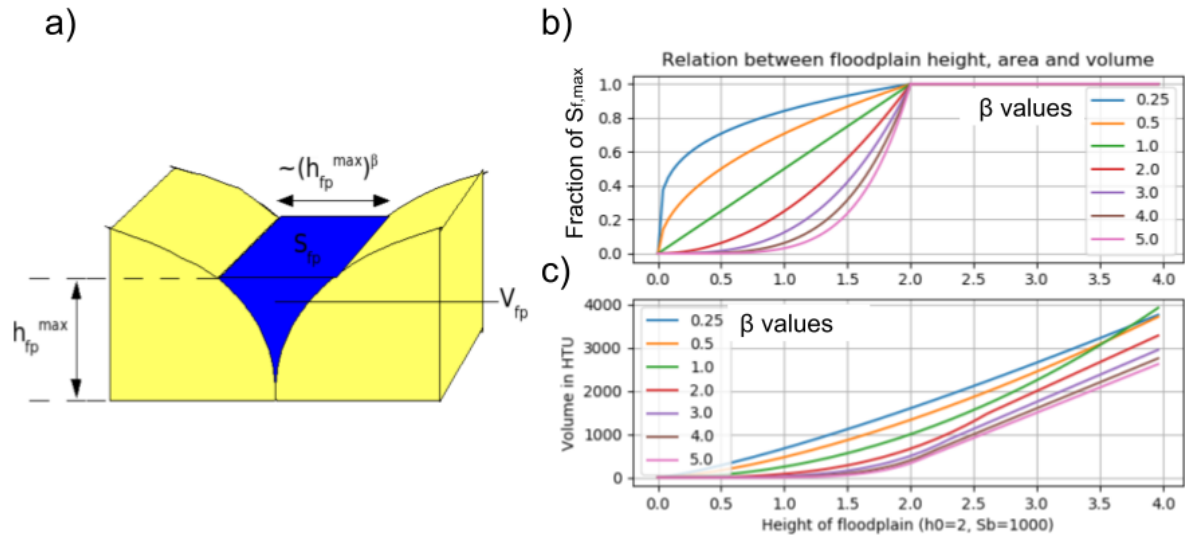 a)
~(h_fp^max)^β
S_fp
V_fp
h_fp^max
b)
Relation between floodplain height, area and volume
Fraction of S_f,max
1.0
0.8
0.6
0.4
0.2
0.0
β values
0.25
0.5
1.0
2.0
3.0
4.0
5.0
0.0 0.5 1.0 1.5 2.0 2.5 3.0 3.5 4.0
c)
Volume in HTU
4000
3000
2000
1000
0
β values
0.25
0.5
1.0
2.0
3.0
4.0
5.0
0.0 0.5 1.0 1.5 2.0 2.5 3.0 3.5 4.0
Height of floodplain (h0=2, Sb=1000)